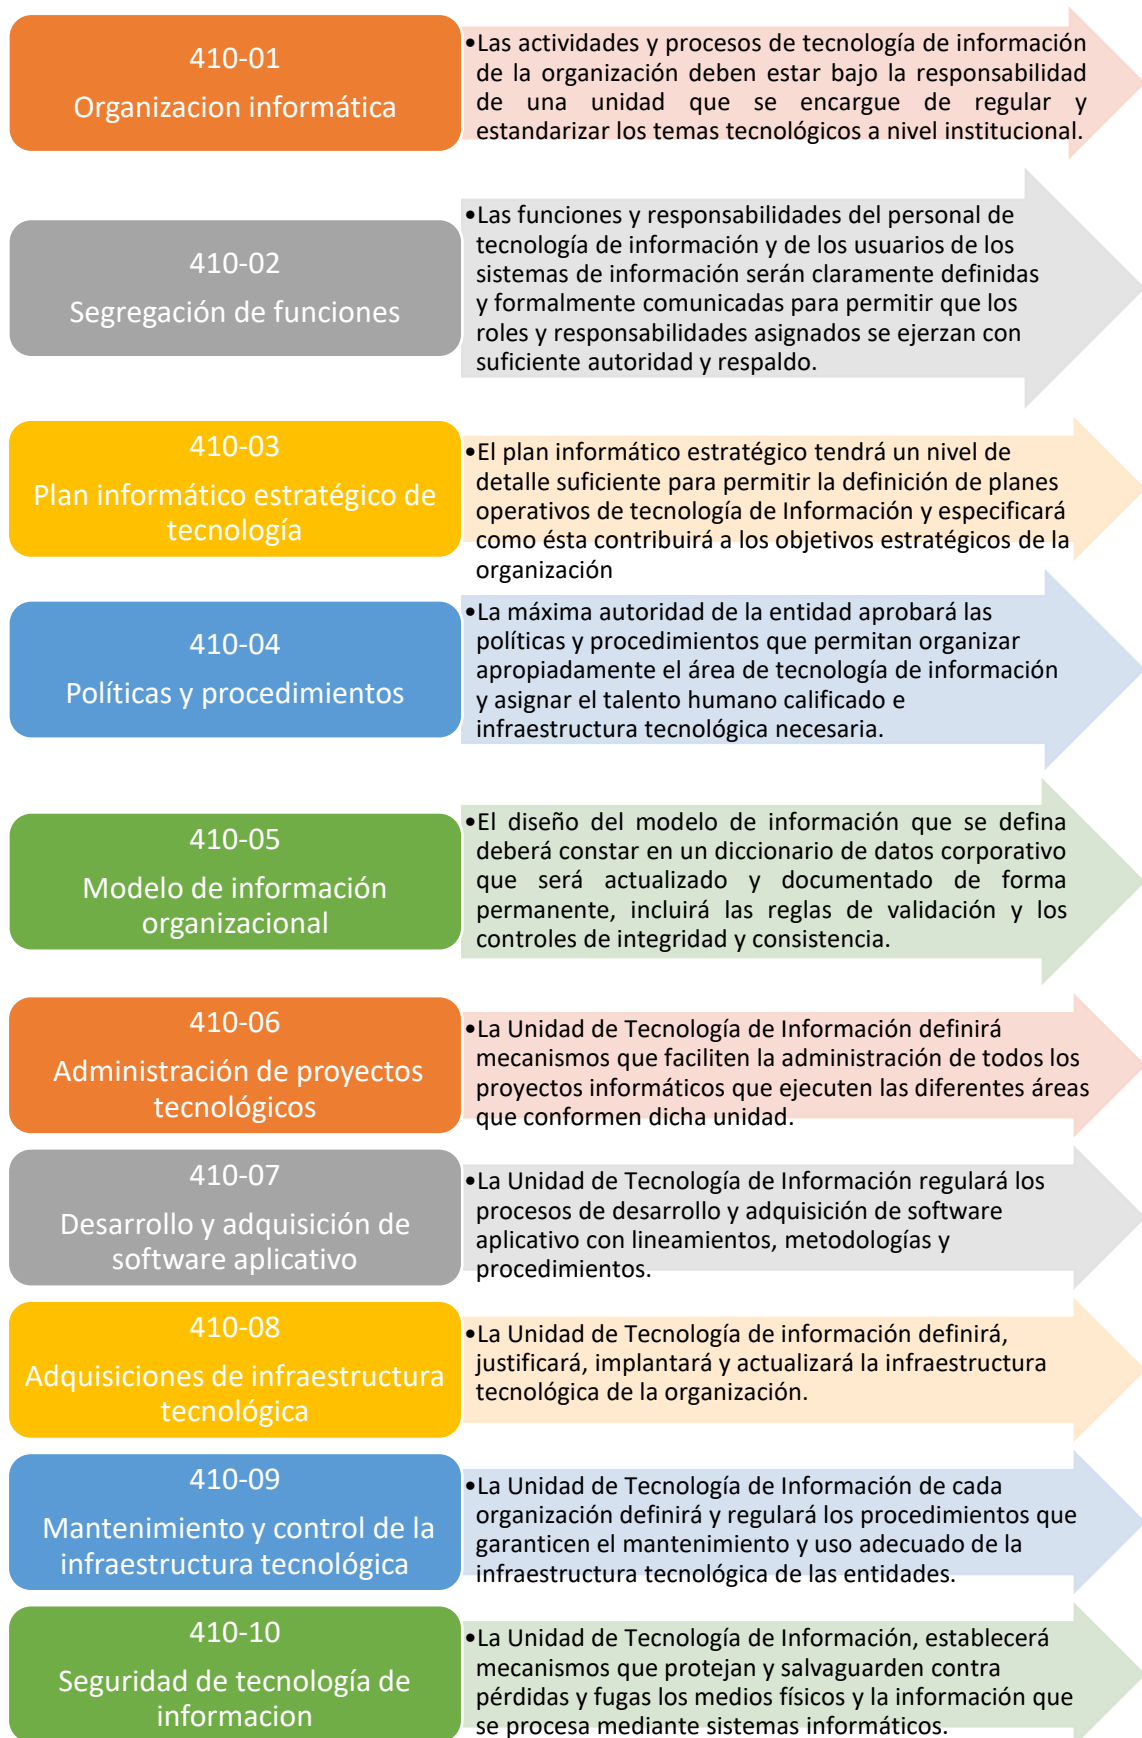 410-01
Organizacion informática
•Las actividades y procesos de tecnología de información
de la organización deben estar bajo la responsabilidad
de una unidad que se encargue de regular y
estandarizar los temas tecnológicos a nivel institucional.
410-02
Segregación de funciones
•Las funciones y responsabilidades del personal de
tecnología de información y de los usuarios de los
sistemas de información serán claramente definidas
y formalmente comunicadas para permitir que los
roles y responsabilidades asignados se ejerzan con
suficiente autoridad y respaldo.
410-03
Plan informático estratégico de
tecnología
•El plan informático estratégico tendrá un nivel de
detalle suficiente para permitir la definición de planes
operativos de tecnología de Información y especificará
como ésta contribuirá a los objetivos estratégicos de la
organización
410-04
Políticas y procedimientos
•La máxima autoridad de la entidad aprobará las
políticas y procedimientos que permitan organizar
apropiadamente el área de tecnología de información
y asignar el talento humano calificado e
infraestructura tecnológica necesaria.
410-05
Modelo de información
organizacional
•El diseño del modelo de información que se defina
deberá constar en un diccionario de datos corporativo
que será actualizado y documentado de forma
permanente, incluirá las reglas de validación y los
controles de integridad y consistencia.
410-06
Administración de proyectos
tecnológicos
•La Unidad de Tecnología de Información definirá
mecanismos que faciliten la administración de todos los
proyectos informáticos que ejecuten las diferentes áreas
que conformen dicha unidad.
410-07
Desarrollo y adquisición de
software aplicativo
•La Unidad de Tecnología de Información regulará los
procesos de desarrollo y adquisición de software
aplicativo con lineamientos, metodologías y
procedimientos.
410-08
Adquisiciones de infraestructura
tecnológica
•La Unidad de Tecnología de información definirá,
justificará, implantará y actualizará la infraestructura
tecnológica de la organización.
410-09
Mantenimiento y control de la
infraestructura tecnológica
•La Unidad de Tecnología de Información de cada
organización definirá y regulará los procedimientos que
garanticen el mantenimiento y uso adecuado de la
infraestructura tecnológica de las entidades.
410-10
Seguridad de tecnología de
informacion
•La Unidad de Tecnología de Información, establecerá
mecanismos que protejan y salvaguarden contra
pérdidas y fugas los medios físicos y la información que
se procesa mediante sistemas informáticos.